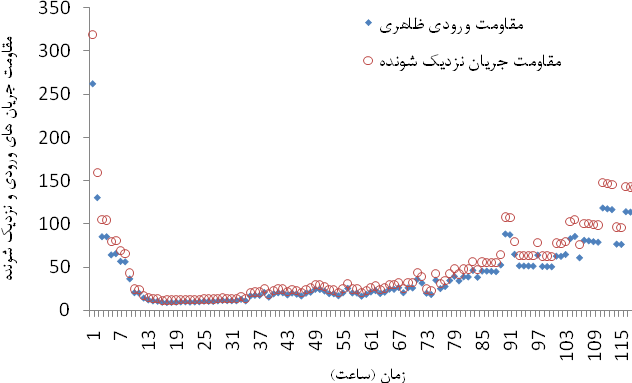 مقاومت ورودی ظاهری
مقاومت جریان نزدیک شونده
مقاومت جریان های ورودی و نزدیک شونده
350
300
250
200
150
100
50
0
1 7 13 19 25 31 37 43 49 55 61 67 73 79 85 91 97 103 109 115
زمان (ساعت)